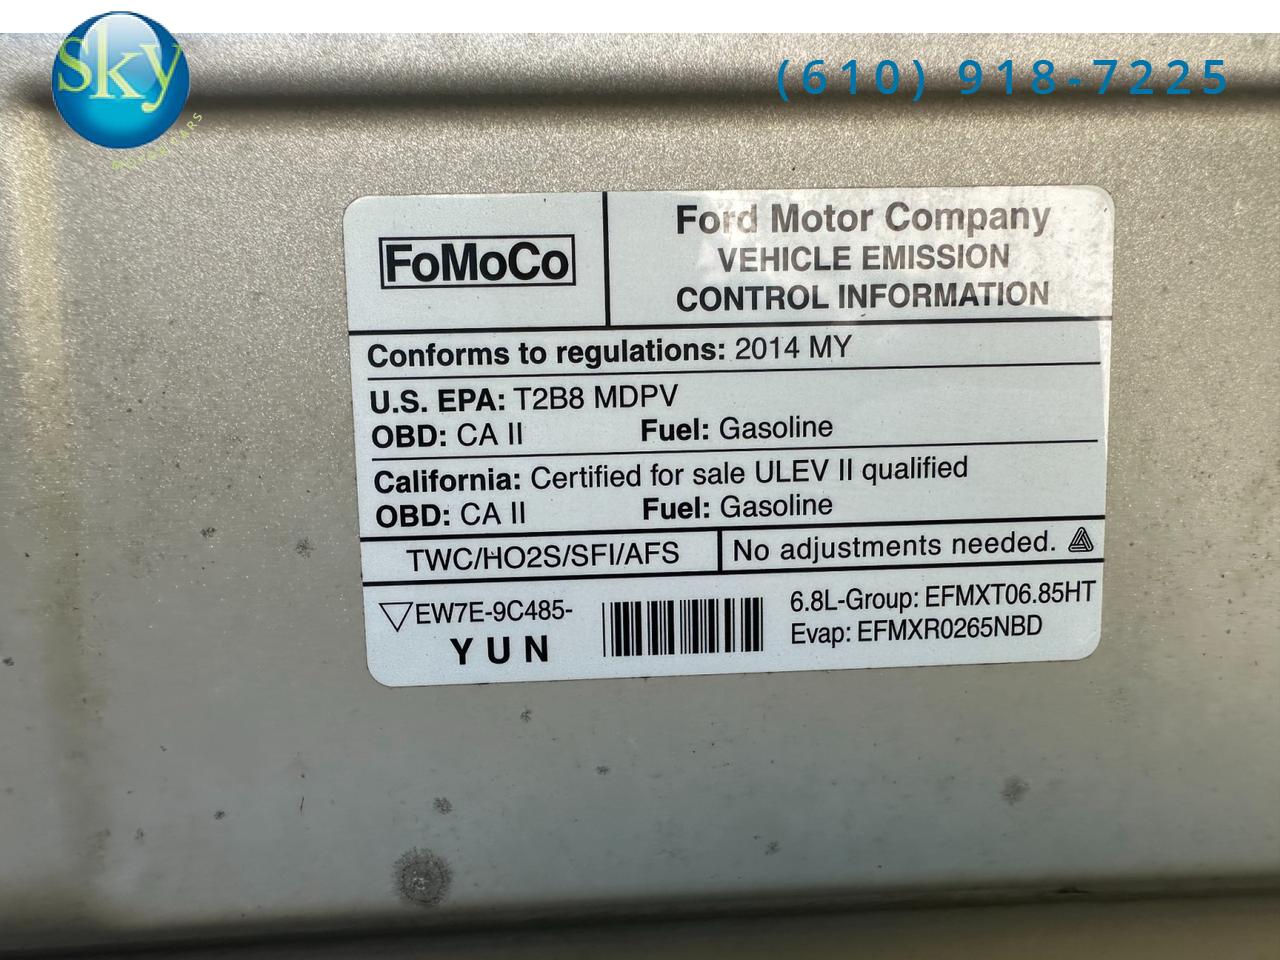 sky
(610) 918-7225
FoMoCo
Ford Motor Company
VEHICLE EMISSION
CONTROL INFORMATION
Conforms to regulations: 2014 MY
U.S. EPA: T2B8 MDPV
OBD: CA II Fuel: Gasoline
California: Certified for sale ULEV II qualified
OBD: CA II Fuel: Gasoline
TWC/HO2S/SFI/AFS
No adjustments needed.
EW7E-9C485-
YUN
6.8L-Group: EFMXT06.85HT
Evap: EFMXR0265NBD